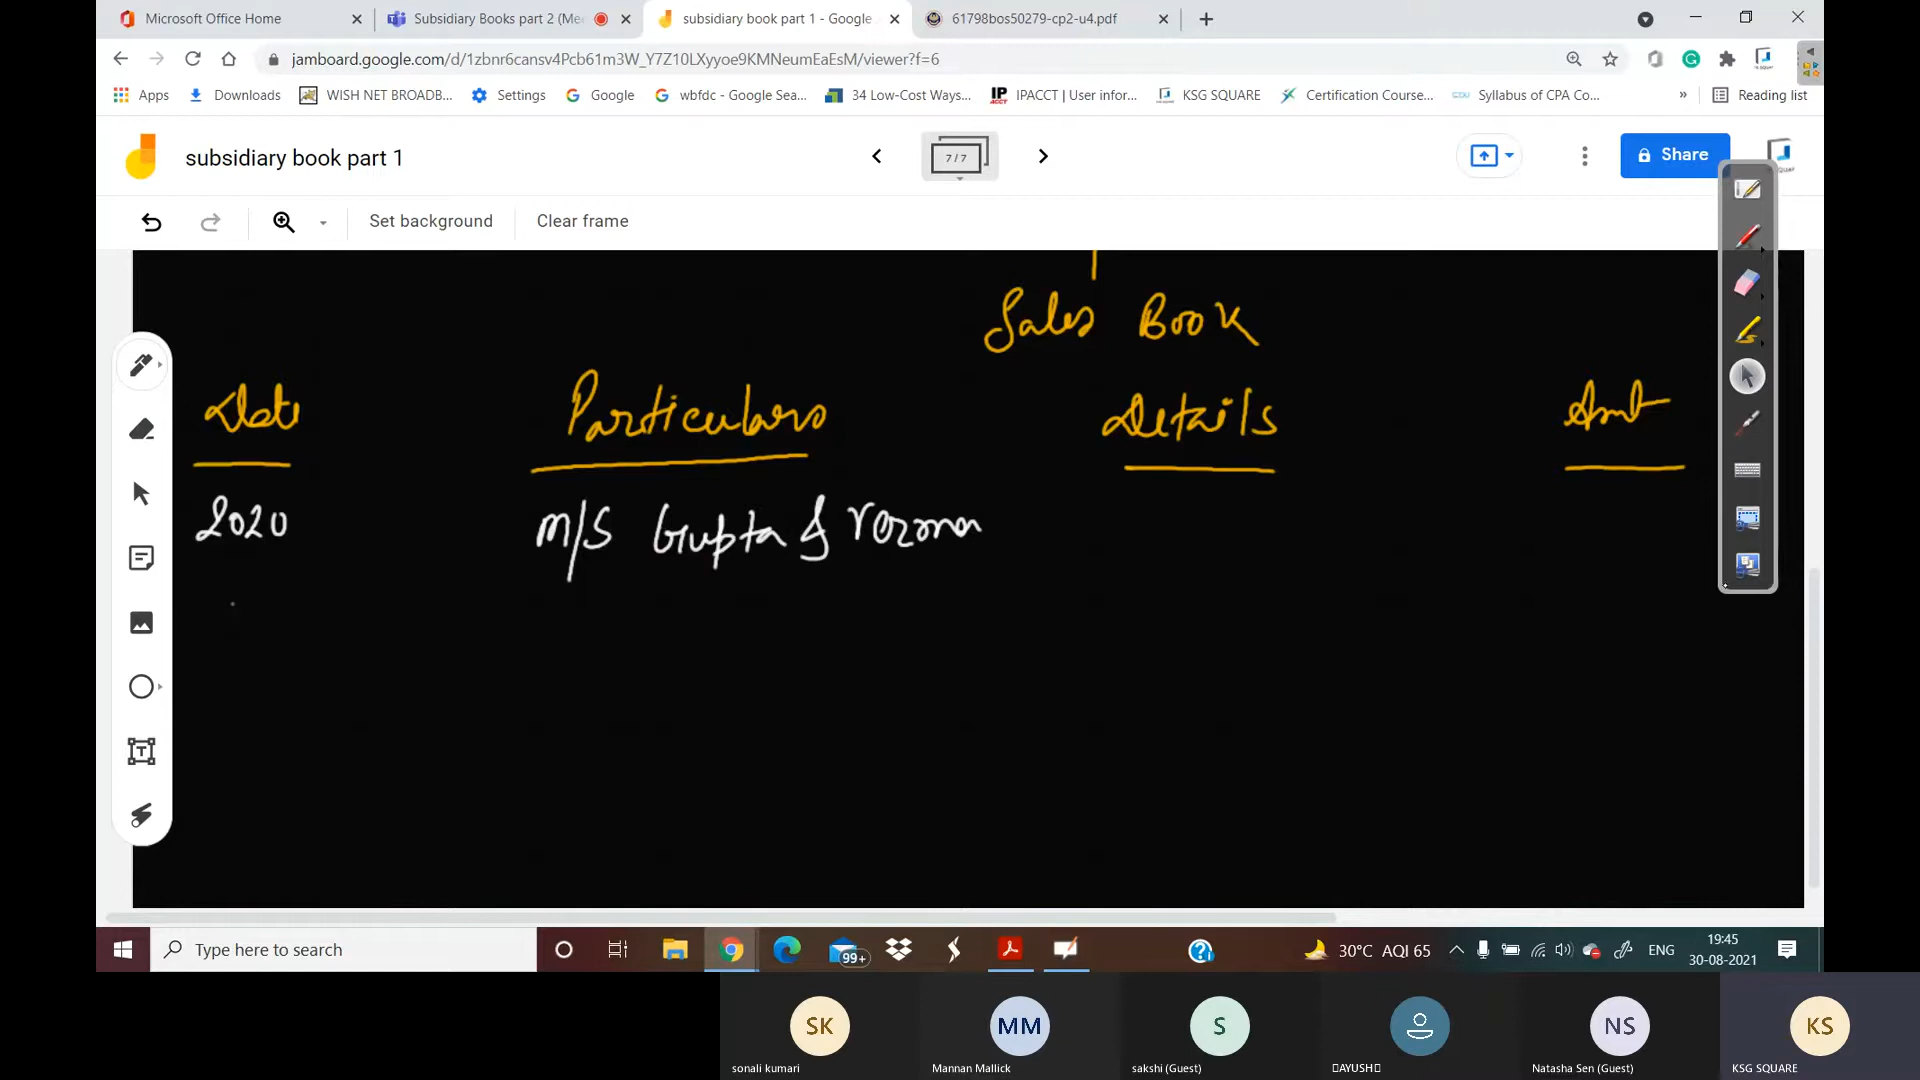 Microsoft Office Home
Subsidiary Books part 2 (Mee
subsidiary book part 1 - Google
61798bos50279-cp2-u4.pdf
jamboard.google.com/d/1zbnr6cansv4Pcb61m3W_Y7Z10LXyyoe9KMNeumEaEsM/viewer?f=6
Apps Downloads WISH NET BROADB... Settings Google wbfdc - Google Sea... 34 Low-Cost Ways... IPACCT | User infor... KSG SQUARE Certification Course... Syllabus of CPA Co... » Reading list
subsidiary book part 1
7 / 7
Share
Set background Clear frame
Sales Book
Date Particulars Details Amt
2020 M/S Gupta & Verma
Type here to search
99+
30°C AQI 65
ENG
19:45
30-08-2021
SK MM S NS KS
sonali kumari Mannan Mallick sakshi (Guest) AYUSH Natasha Sen (Guest) KSG SQUARE